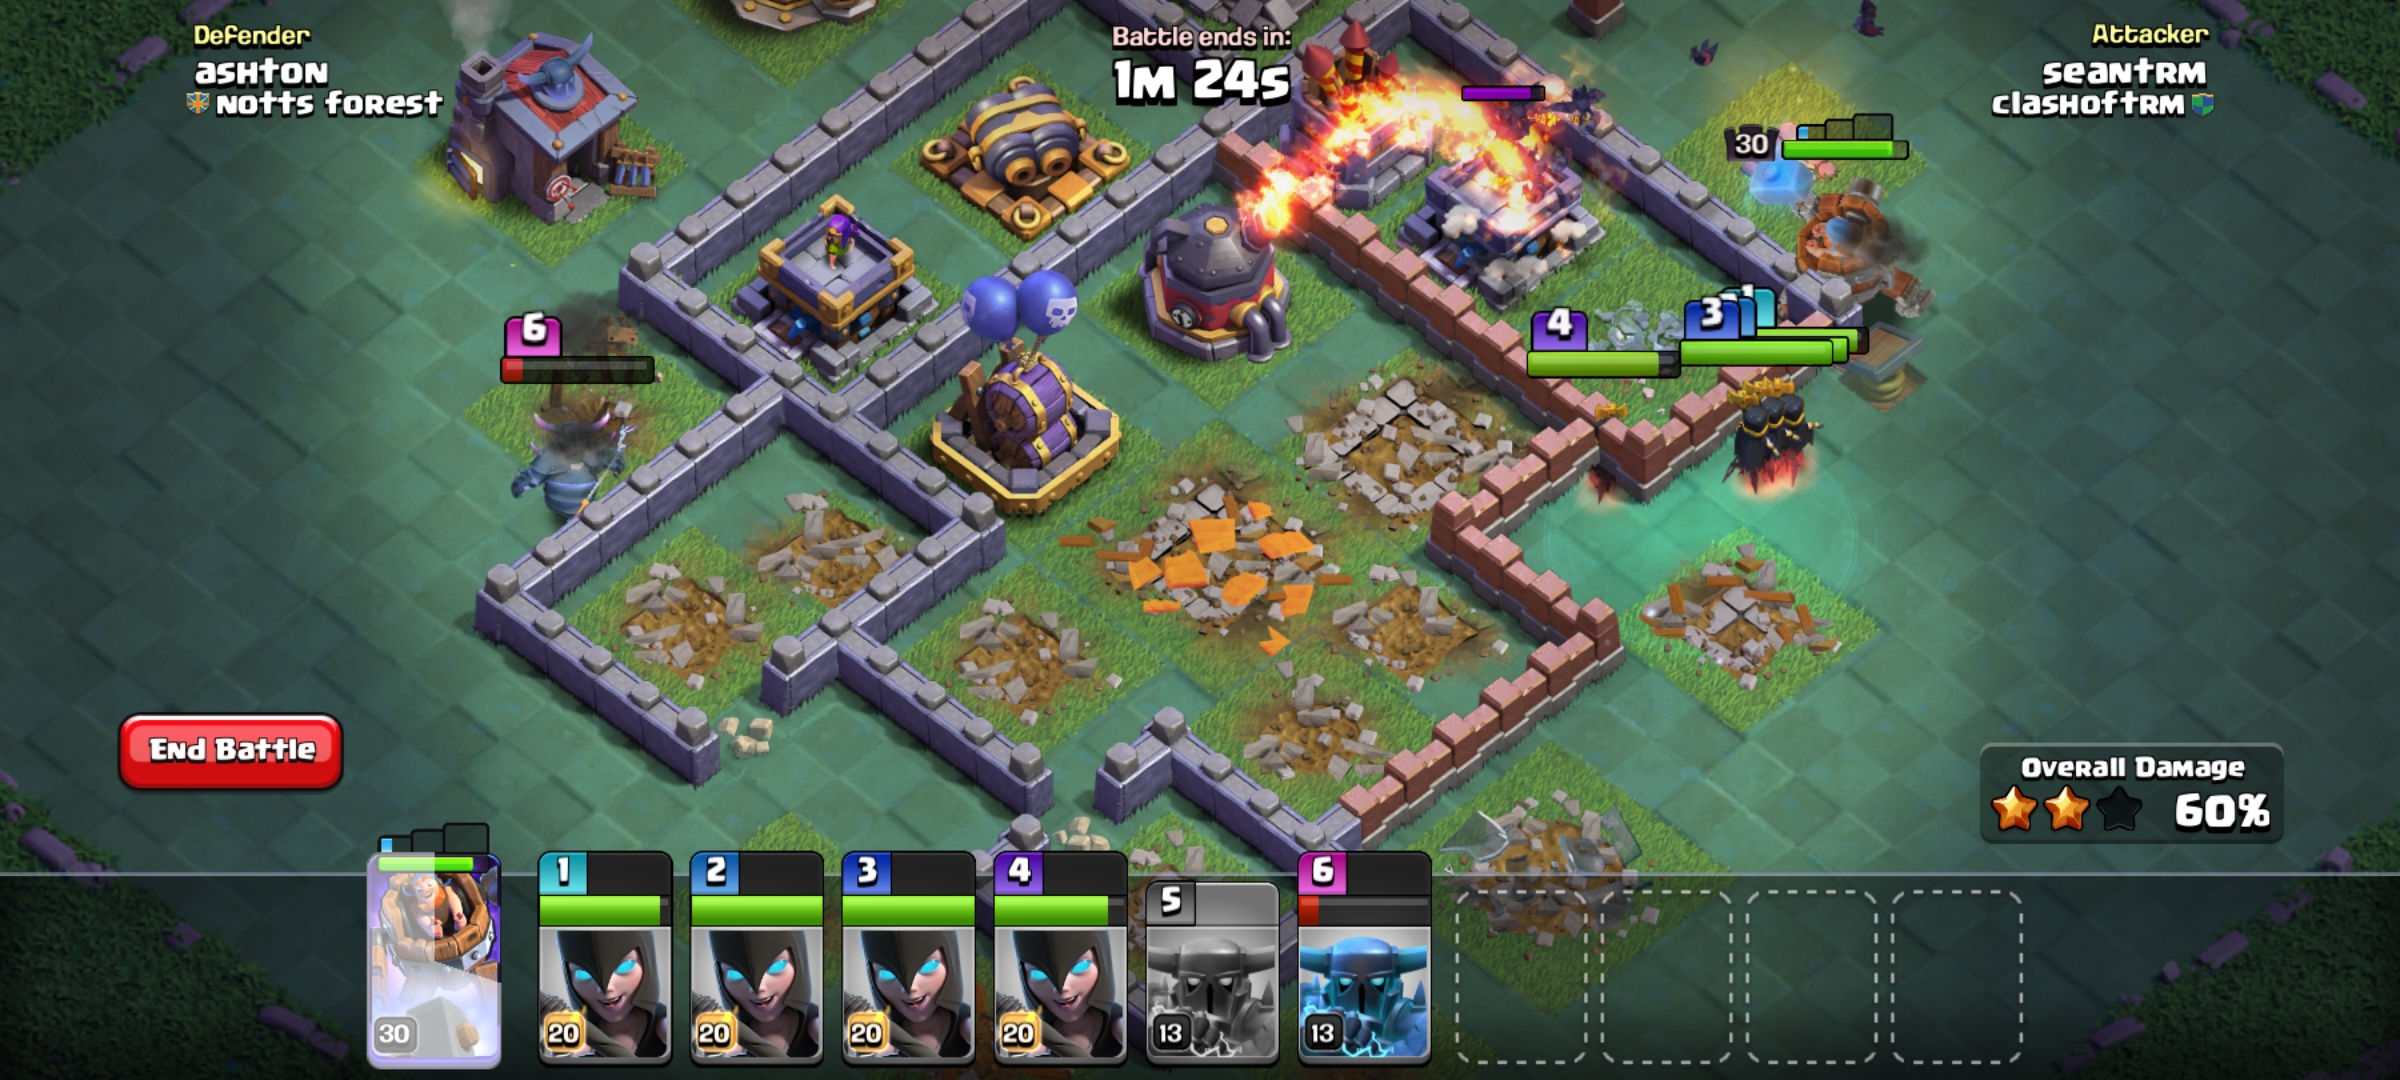 Defender
ashton
notts forest
Battle ends in:
1m 24s
Attacker
seantrm
clashoftrm
30
6
4
3
1
End Battle
Overall Damage
60%
1
2
3
4
5
6
30
20
20
20
20
13
13